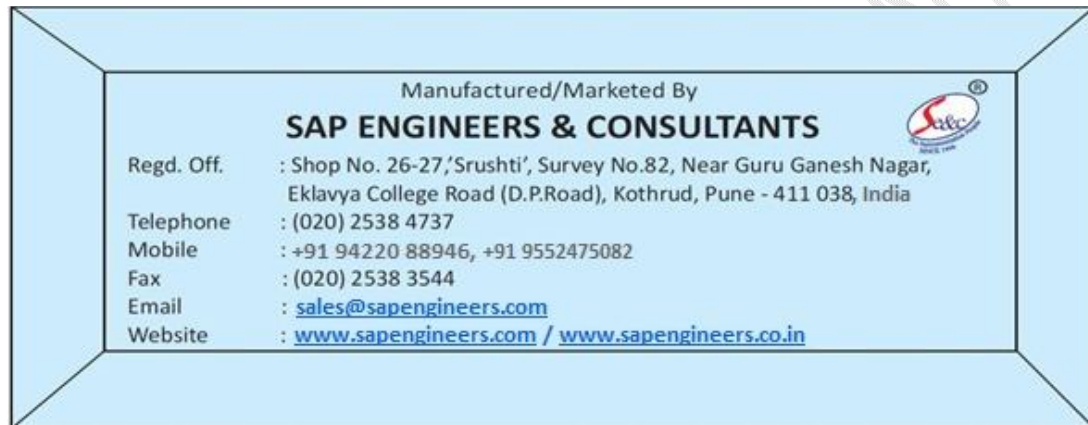 Manufactured/Marketed By
SAP ENGINEERS & CONSULTANTS
®
Regd. Off. : Shop No. 26-27,'Srushti', Survey No.82, Near Guru Ganesh Nagar,
Eklavya College Road (D.P.Road), Kothrud, Pune - 411 038, India
Telephone : (020) 2538 4737
Mobile : +91 94220 88946, +91 9552475082
Fax : (020) 2538 3544
Email : sales@sapengineers.com
Website : www.sapengineers.com / www.sapengineers.co.in